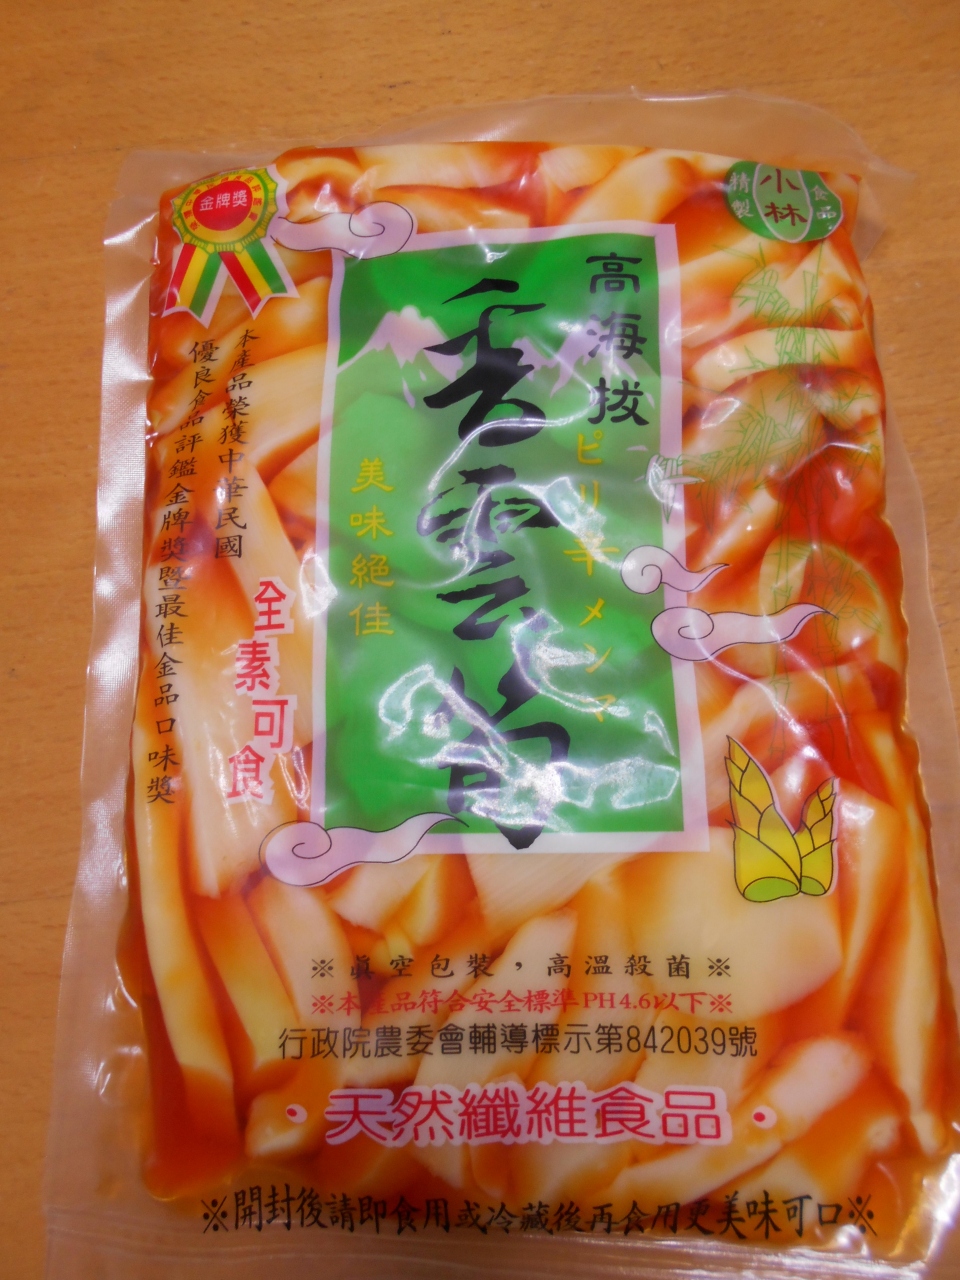 金牌獎
精製
小林
食品
高海拔
香雲筍
ピリ辛メンマ
美味絕佳
本產品榮獲中華民國
優良食品評鑑金牌獎暨最佳金品口味獎
全素可食
※真空包裝，高溫殺菌※
※本產品符合安全標準PH4.6以下※
行政院農委會輔導標示第842039號
·天然纖維食品·
※開封後請即食用或冷藏後再食用更美味可口※